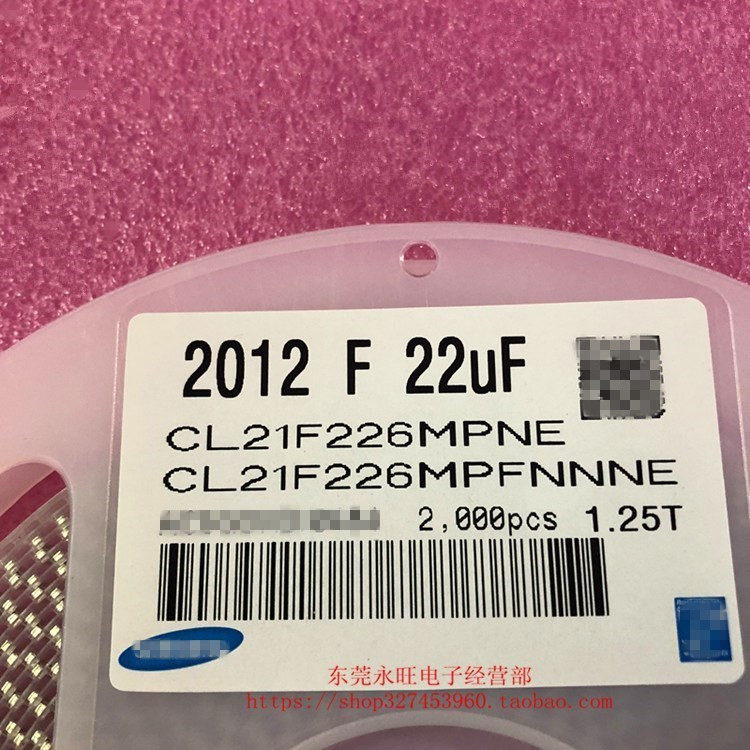 2012 F 22uF
CL21F226MPNE
CL21F226MPFNNNE
2,000pcs 1.25T
东莞永旺电子经营部
https://shop327453960.taobao.com